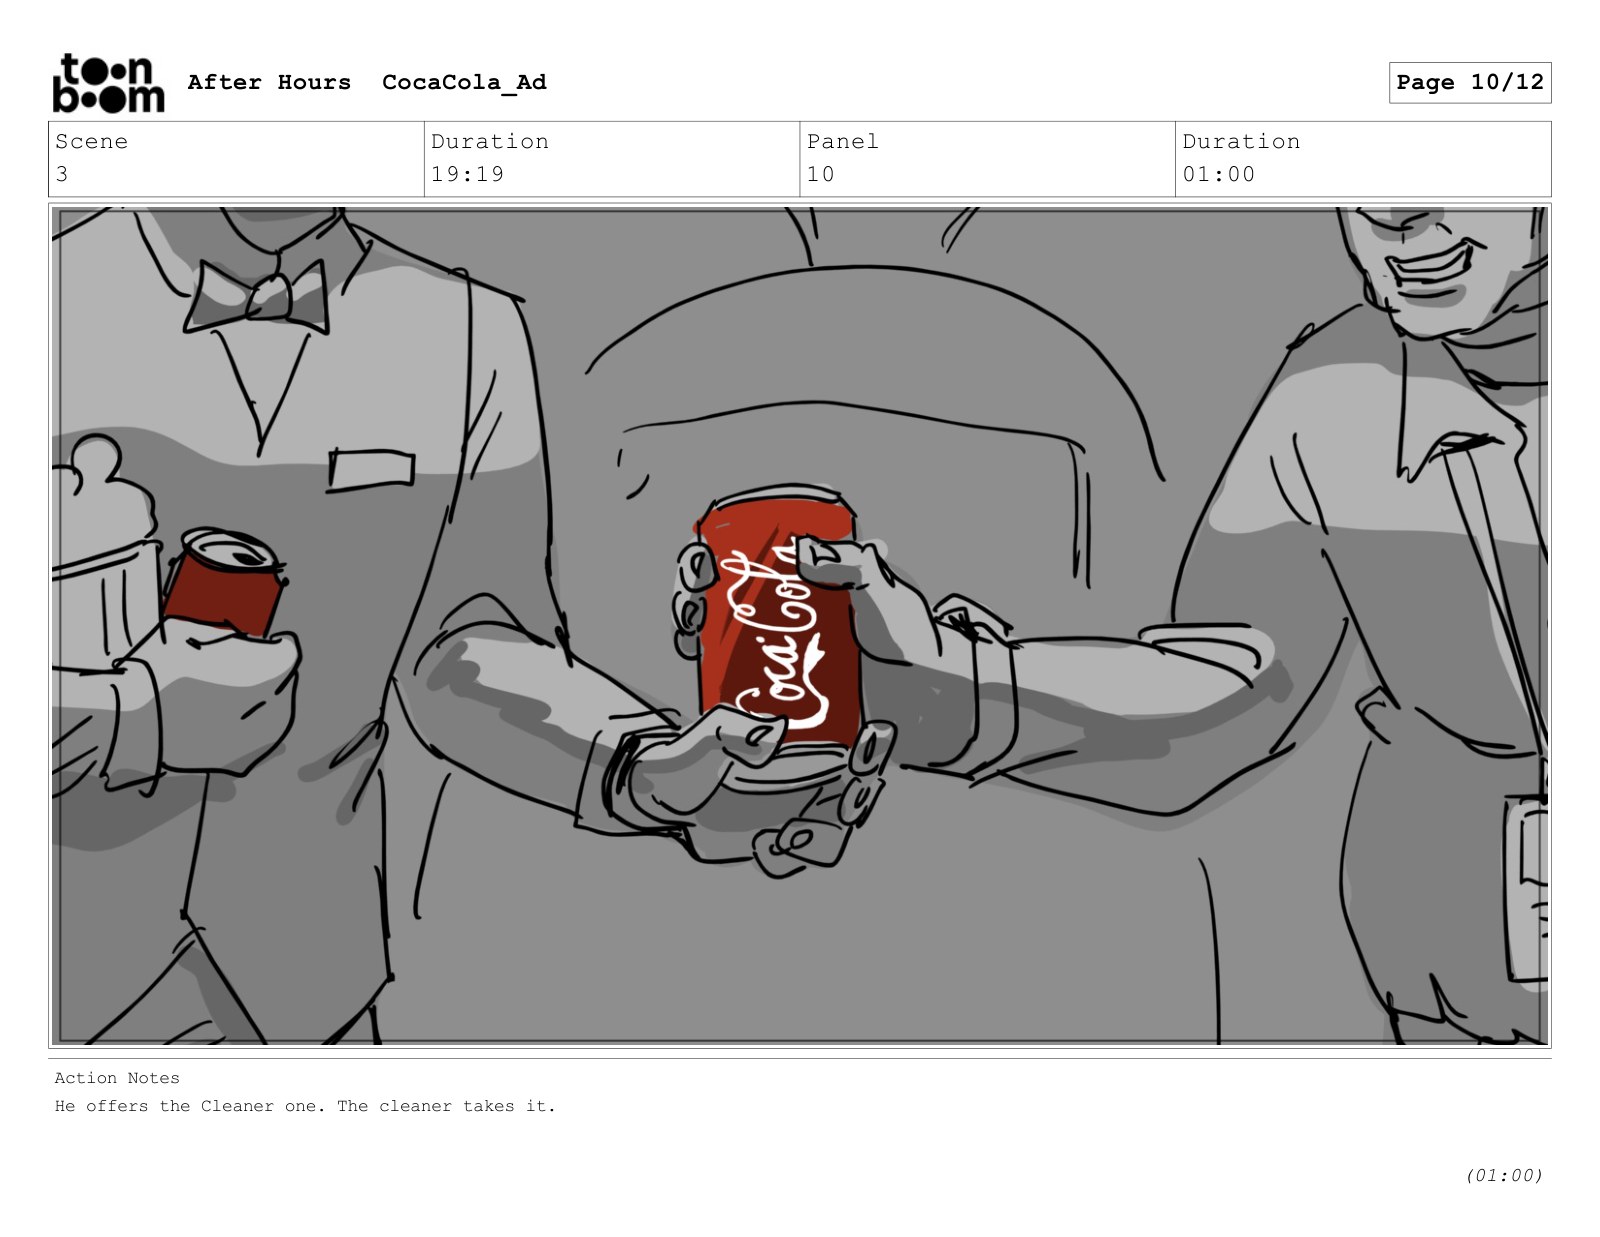 toon
boom
After Hours CocaCola_Ad
Page 10/12
Scene
3
Duration
19:19
Panel
10
Duration
01:00
Coca Cola
Action Notes
He offers the Cleaner one. The cleaner takes it.
(01:00)